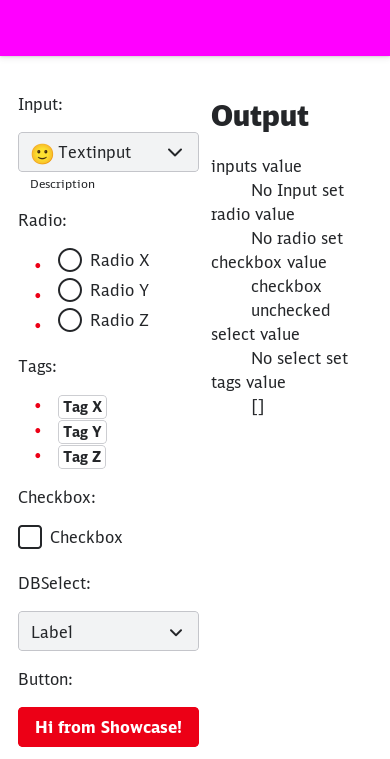 Input:
🙂 Textinput
Description
Radio:
• Radio X
• Radio Y
• Radio Z
Tags:
• Tag X
• Tag Y
• Tag Z
Checkbox:
Checkbox
DBSelect:
Label
Button:
Hi from Showcase!
Output
inputs value
No Input set
radio value
No radio set
checkbox value
checkbox
unchecked
select value
No select set
tags value
[]